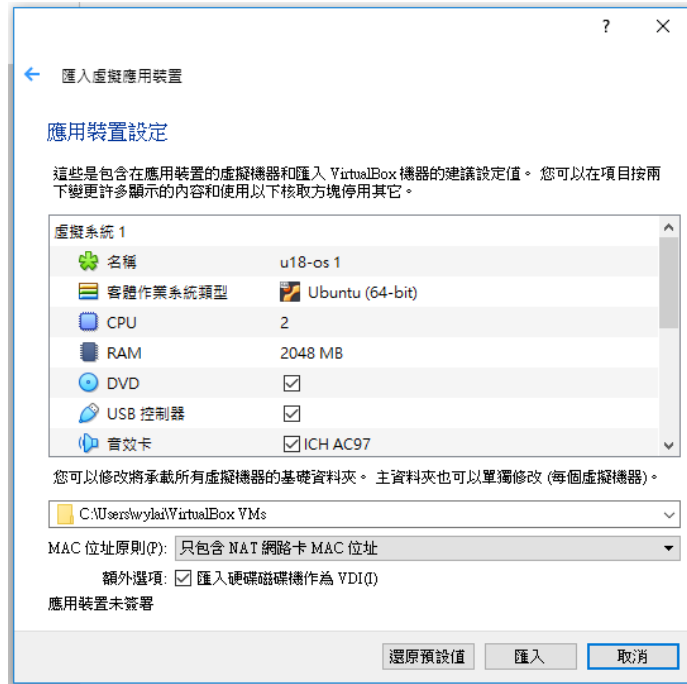 ?
匯入虛擬應用裝置
應用裝置設定
這些是包含在應用裝置的虛擬機器和匯入 VirtualBox 機器的建議設定值。 您可以在項目按兩
下變更許多顯示的內容和使用以下核取方塊停用其它。
虛擬系統 1
名稱 u18-os 1
客體作業系統類型 Ubuntu (64-bit)
CPU 2
RAM 2048 MB
DVD
USB 控制器
音效卡 ICH AC97
您可以修改將承載所有虛擬機器的基礎資料夾。 主資料夾也可以單獨修改 (每個虛擬機器)。
C:\Users\wylai\VirtualBox VMs
MAC 位址原則(P): 只包含 NAT 網路卡 MAC 位址
額外選項: 匯入硬碟磁碟機作為 VDI(I)
應用裝置未簽署
還原預設值 匯入 取消